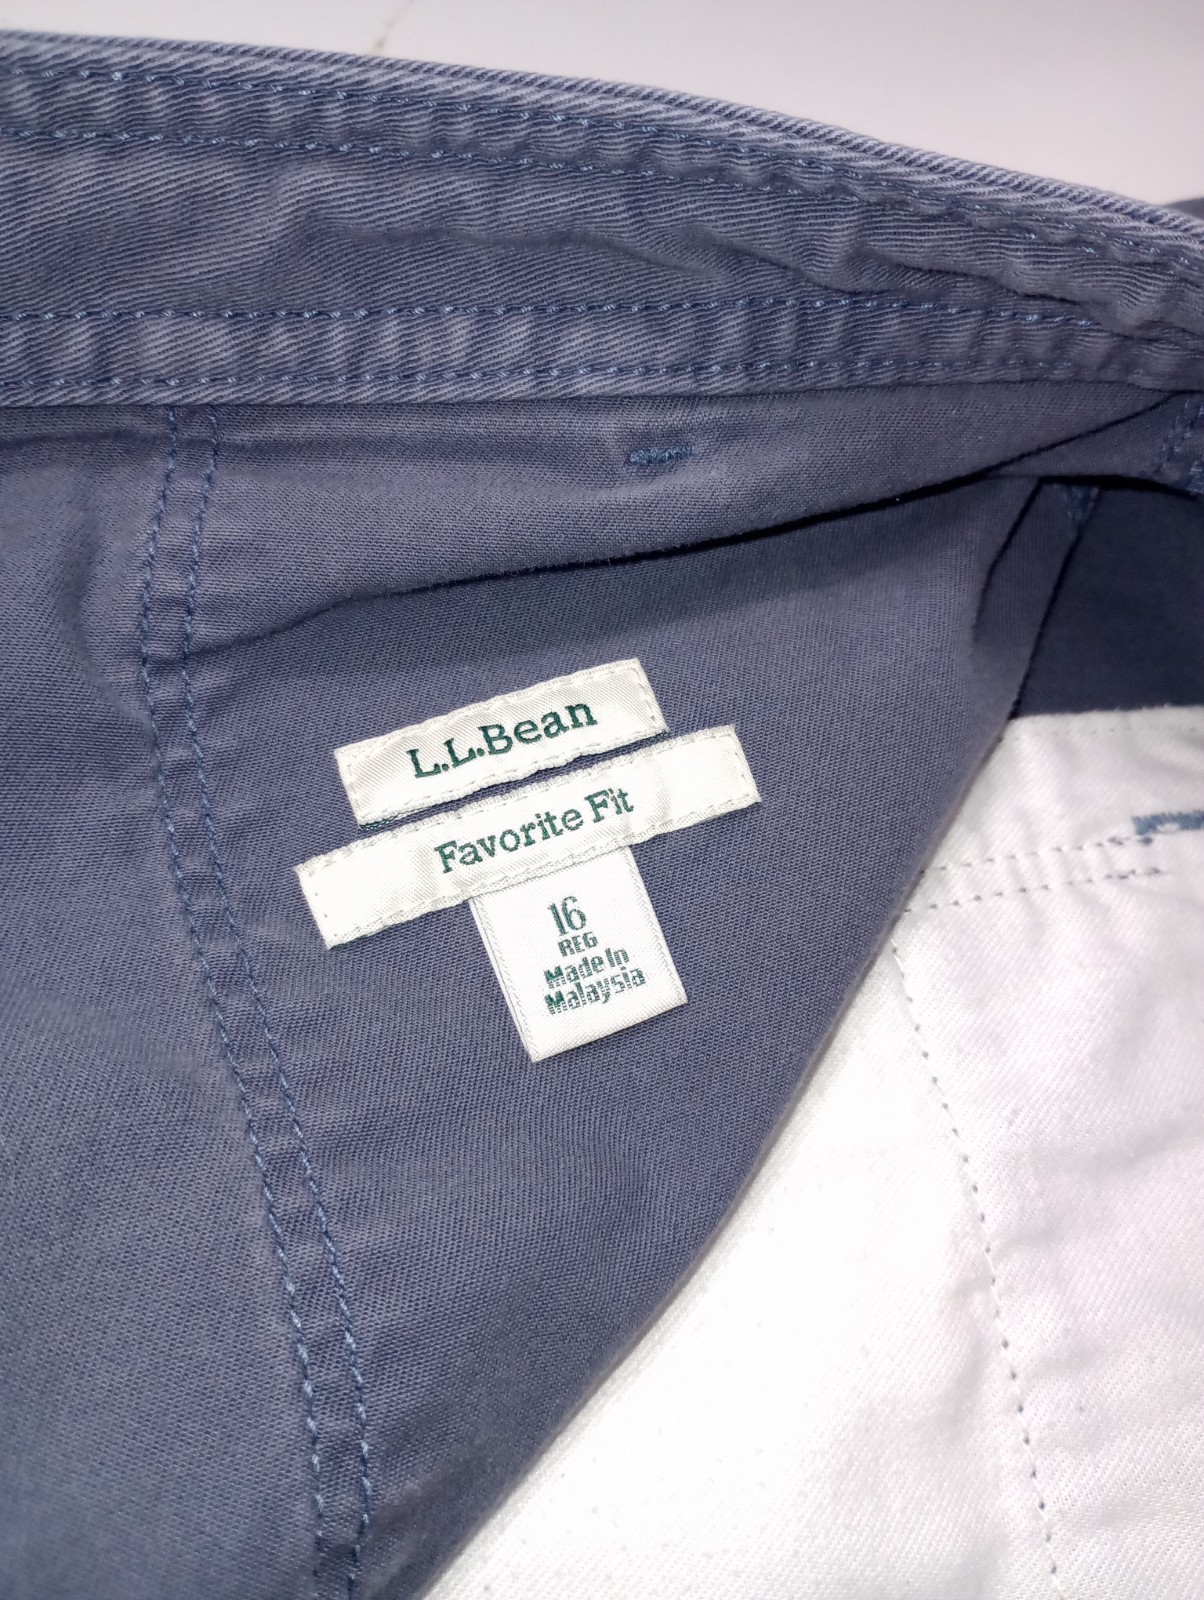 L.L.Bean
Favorite Fit
16
REG
Made In
Malaysia